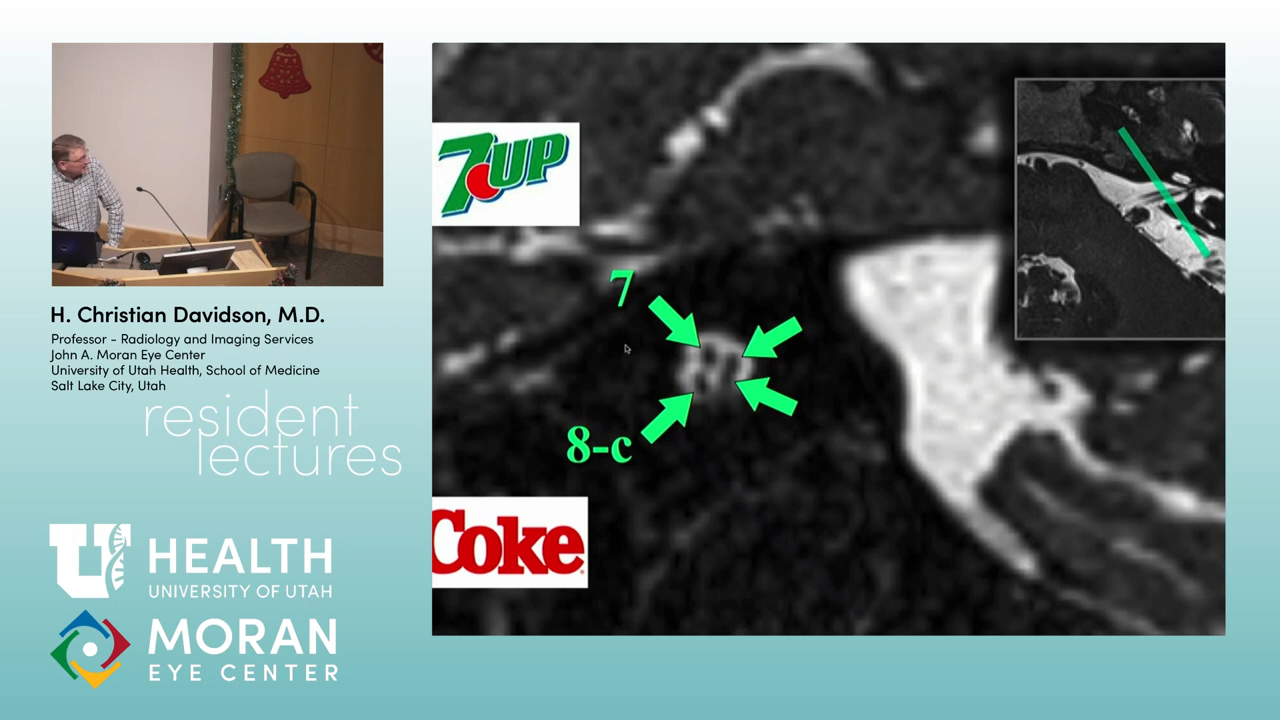 H. Christian Davidson, M.D.
Professor - Radiology and Imaging Services
John A. Moran Eye Center
University of Utah Health, School of Medicine
Salt Lake City, Utah
resident
lectures
U HEALTH
UNIVERSITY OF UTAH
MORAN
EYE CENTER
7UP
7
8-c
Coke